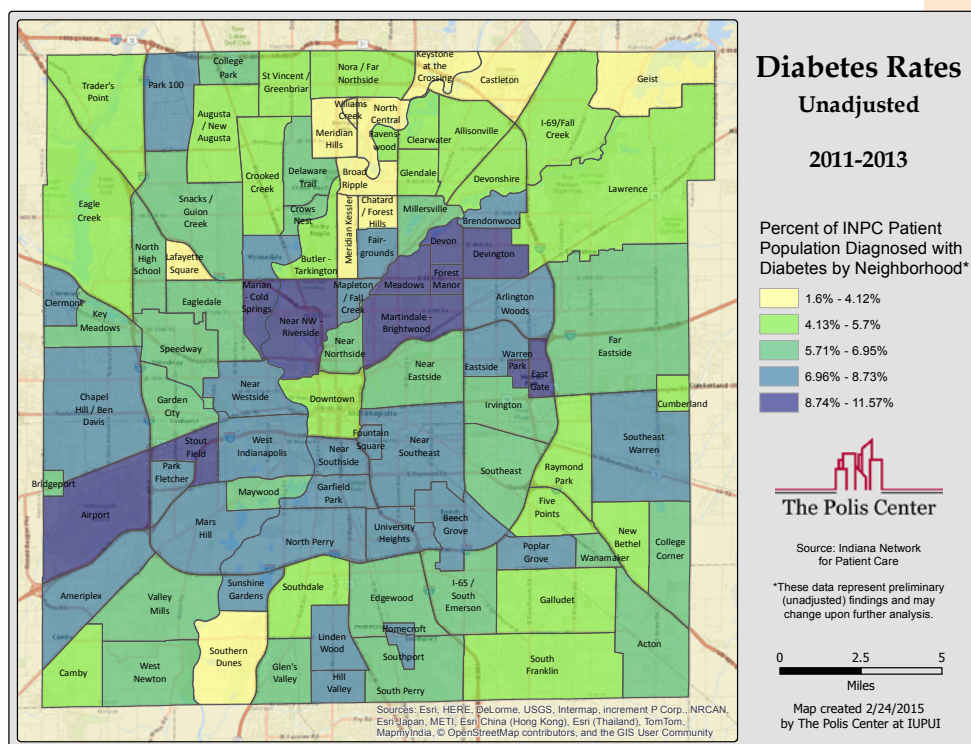 Diabetes Rates
Unadjusted
2011-2013
Percent of INPC Patient
Population Diagnosed with
Diabetes by Neighborhood*
1.6% - 4.12%
4.13% - 5.7%
5.71% - 6.95%
6.96% - 8.73%
8.74% - 11.57%
The Polis Center
Source: Indiana Network
for Patient Care
*These data represent preliminary
(unadjusted) findings and may
change upon further analysis.
0 2.5 5
Miles
Map created 2/24/2015
by The Polis Center at IUPUI
Trader's
Point
Park 100
College
Park
St Vincent /
Greenbriar
Nora / Far
Northside
Keystone
at the
Crossing
Castleton
Geist
Augusta
/ New
Augusta
Williams
Creek
North
Central
Meridian
Hills
Ravens-
wood
Clearwater
Allisonville
I-69/Fall
Creek
Crooked
Creek
Delaware
Trail
Broad
Ripple
Glendale
Devonshire
Lawrence
Eagle
Creek
Snacks /
Guion
Creek
Crows
Nest
Meridian Kessler
Chatard
/ Forest
Hills
Millersville
Brendonwood
North
High
School
Lafayette
Square
Butler -
Tarkington
Fair-
grounds
Devon
Devington
Clermont
Key
Meadows
Eagledale
Marian
- Cold
Springs
Mapleton
/ Fall
Creek
Meadows
Forest
Manor
Arlington
Woods
Near NW -
Riverside
Martindale -
Brightwood
Speedway
Near
Northside
Near
Eastside
Warren
Park
Eastside
East
Gate
Far
Eastside
Chapel
Hill / Ben
Davis
Garden
City
Near
Westside
Downtown
Irvington
Cumberland
Stout
Field
West
Indianapolis
Fountain
Square
Near
Southside
Near
Southeast
Southeast
Raymond
Park
Southeast
Warren
Bridgeport
Park
Fletcher
Maywood
Garfield
Park
Airport
Mars
Hill
North Perry
University
Heights
Beech
Grove
Five
Points
Poplar
Grove
Wanamaker
New
Bethel
College
Corner
Ameriplex
Valley
Mills
Sunshine
Gardens
Southdale
Edgewood
I-65 /
South
Emerson
Galludet
Camby
West
Newton
Southern
Dunes
Glen's
Valley
Linden
Wood
Hill
Valley
Homecroft
Southport
South Perry
South
Franklin
Acton
Sources: Esri, HERE, DeLorme, USGS, Intermap, increment P Corp., NRCAN,
Esri Japan, METI, Esri China (Hong Kong), Esri (Thailand), TomTom,
MapmyIndia, © OpenStreetMap contributors, and the GIS User Community